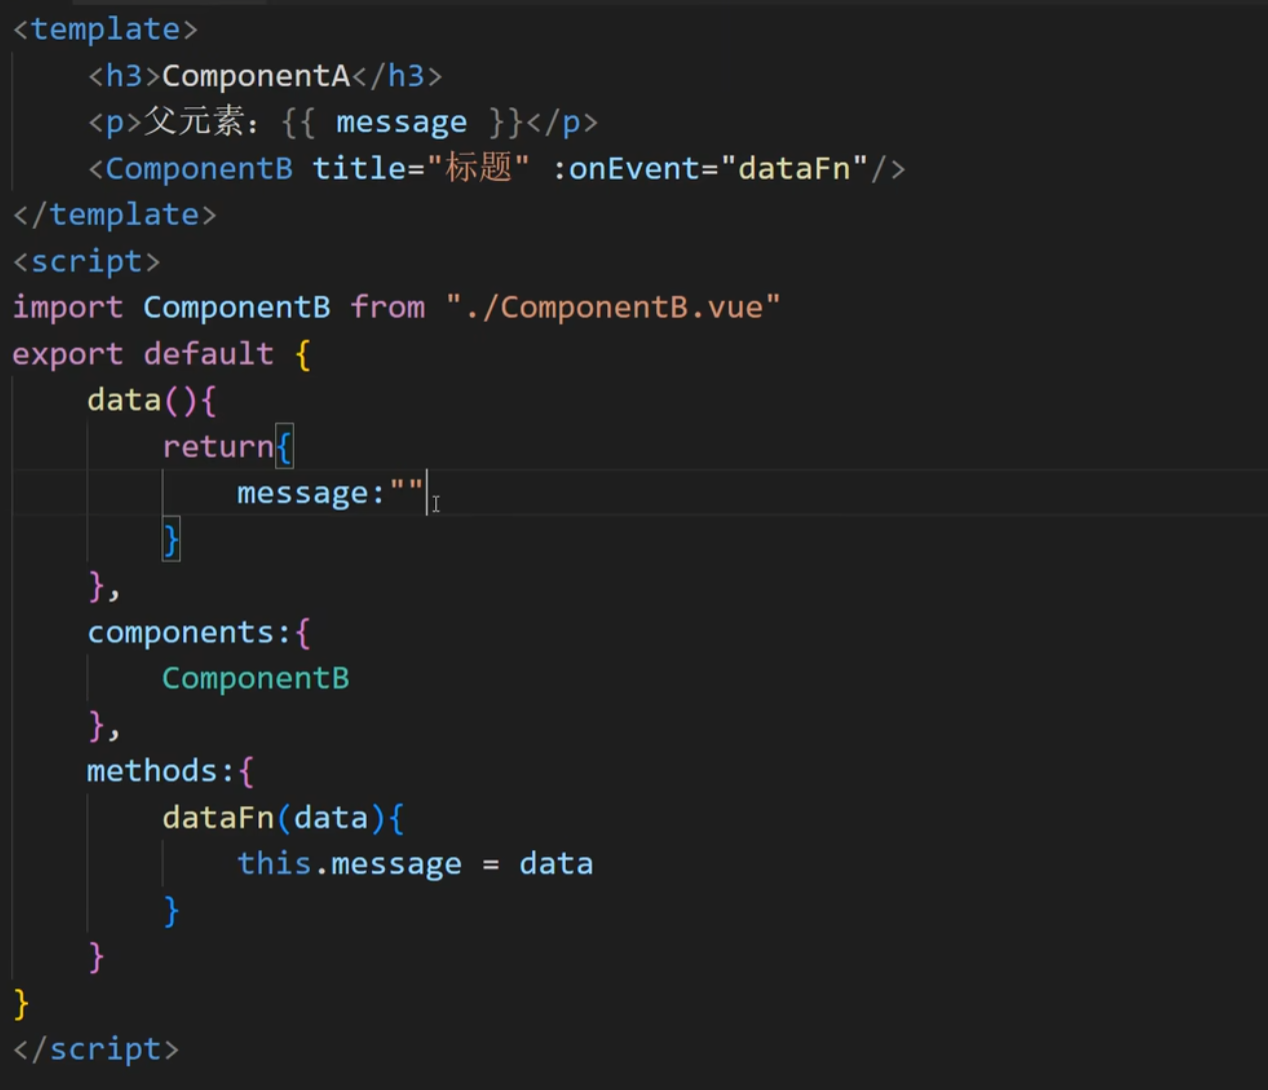 <template>
    <h3>ComponentA</h3>
    <p>父元素：{{ message }}</p>
    <ComponentB title="标题" :onEvent="dataFn"/>
</template>
<script>
import ComponentB from "./ComponentB.vue"
export default {
    data(){
        return{
            message:""
        }
    },
    components:{
        ComponentB
    },
    methods:{
        dataFn(data){
            this.message = data
        }
    }
}
</script>